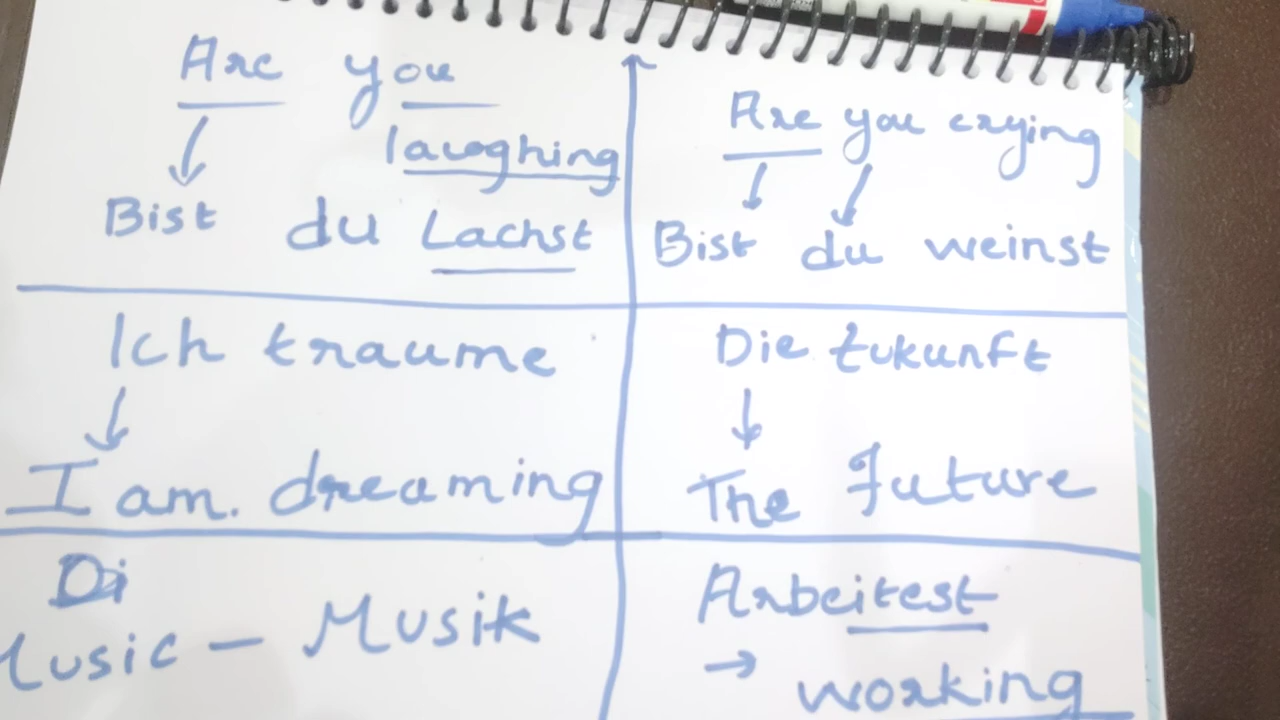 Are you
laughing
Bist du Lachst
Are you crying
Bist du weinst
Ich traume
I am. dreaming
Die Zukunft
The Future
Di
Music – Musik
Arbeitest
→ working